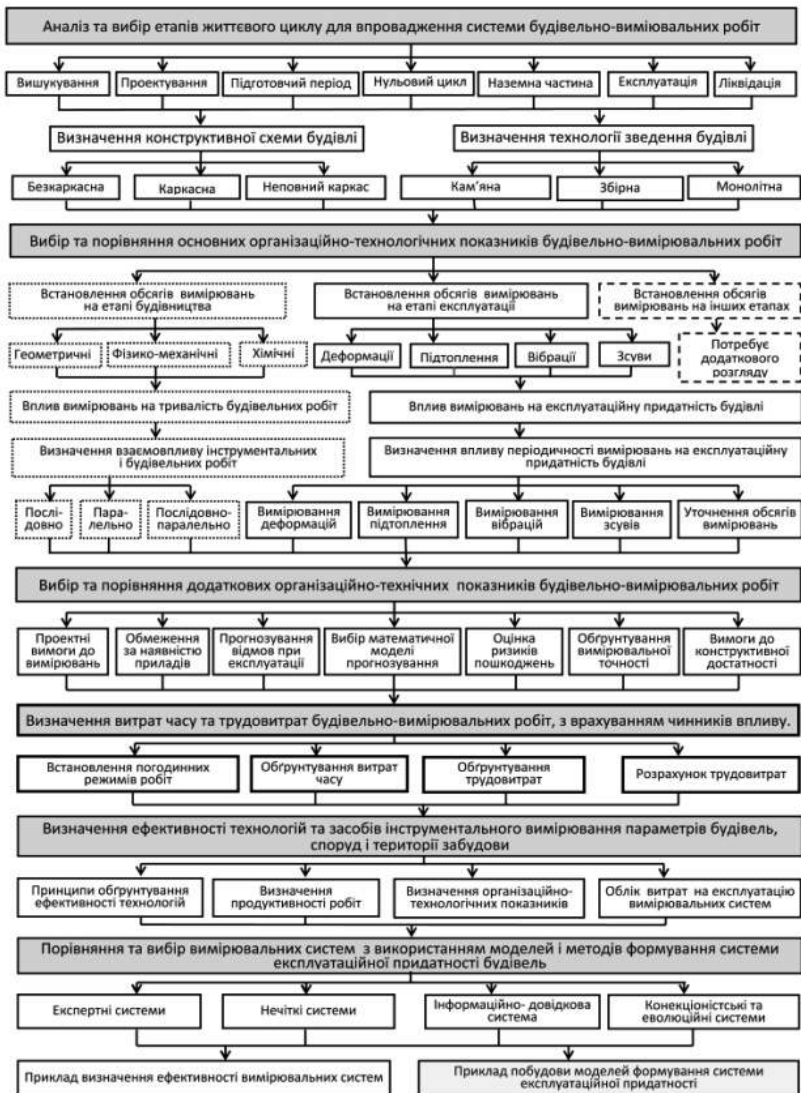 Аналіз та вибір етапів життєвого циклу для впровадження системи будівельно-виміювальних робіт
Вишукування
Проектування
Підготовчий період
Нульовий цикл
Наземна частина
Експлуатація
Ліквідація
Визначення конструктивної схеми будівлі
Визначення технології зведення будівлі
Безкаркасна
Каркасна
Неповний каркас
Кам’яна
Збірна
Монолітна
Вибір та порівняння основних організаційно-технологічних показників будівельно-вимірювальних робіт
Встановлення обсягів вимірювань
на етапі будівництва
Встановлення обсягів вимірювань
на етапі експлуатації
Встановлення обсягів
вимірювань на інших етапах
Геометричні
Фізико-механічні
Хімічні
Деформації
Підтоплення
Вібрації
Зсуви
Потребує
додаткового
розгляду
Вплив вимірювань на тривалість будівельних робіт
Вплив вимірювань на експлуатаційну придатність будівлі
Визначення взаємовпливу інструментальних
і будівельних робіт
Визначення впливу періодичності вимірювань на експлуатаційну
придатність будівлі
Послі-
довно
Пара-
лельно
Послідовно-
паралельно
Вимірювання
деформацій
Вимірювання
підтоплення
Вимірювання
вібрацій
Вимірювання
зсувів
Уточнення обсягів
вимірювань
Вибір та порівняння додаткових організаційно-технічних показників будівельно-вимірювальних робіт
Проектні
вимоги до
вимірювань
Обмеження
за наявністю
приладів
Прогнозування
відмов при
експлуатації
Вибір математичної
моделі
прогнозування
Оцінка
ризиків
пошкоджень
Обґрунтування
вимірювальної
точності
Вимоги до
конструктивної
достатності
Визначення витрат часу та трудовитрат будівельно-вимірювальних робіт, з врахуванням чинників впливу.
Встановлення погодинних
режимів робіт
Обґрунтування витрат
часу
Обґрунтування
трудовитрат
Розрахунок трудовитрат
Визначення ефективності технологій та засобів інструментального вимірювання параметрів будівель,
споруд і території забудови
Принципи обґрунтування
ефективності технологій
Визначення
продуктивності робіт
Визначення організаційно-
технологічних показників
Облік витрат на експлуатацію
вимірювальних систем
Порівняння та вибір вимірювальних систем з використанням моделей і методів формування системи
експлуатаційної придатності будівель
Експертні системи
Нечіткі системи
Інформаційно- довідкова
система
Конекціоністські та
еволюційні системи
Приклад визначення ефективності вимірювальних систем
Приклад побудови моделей формування системи
експлуатаційної придатності